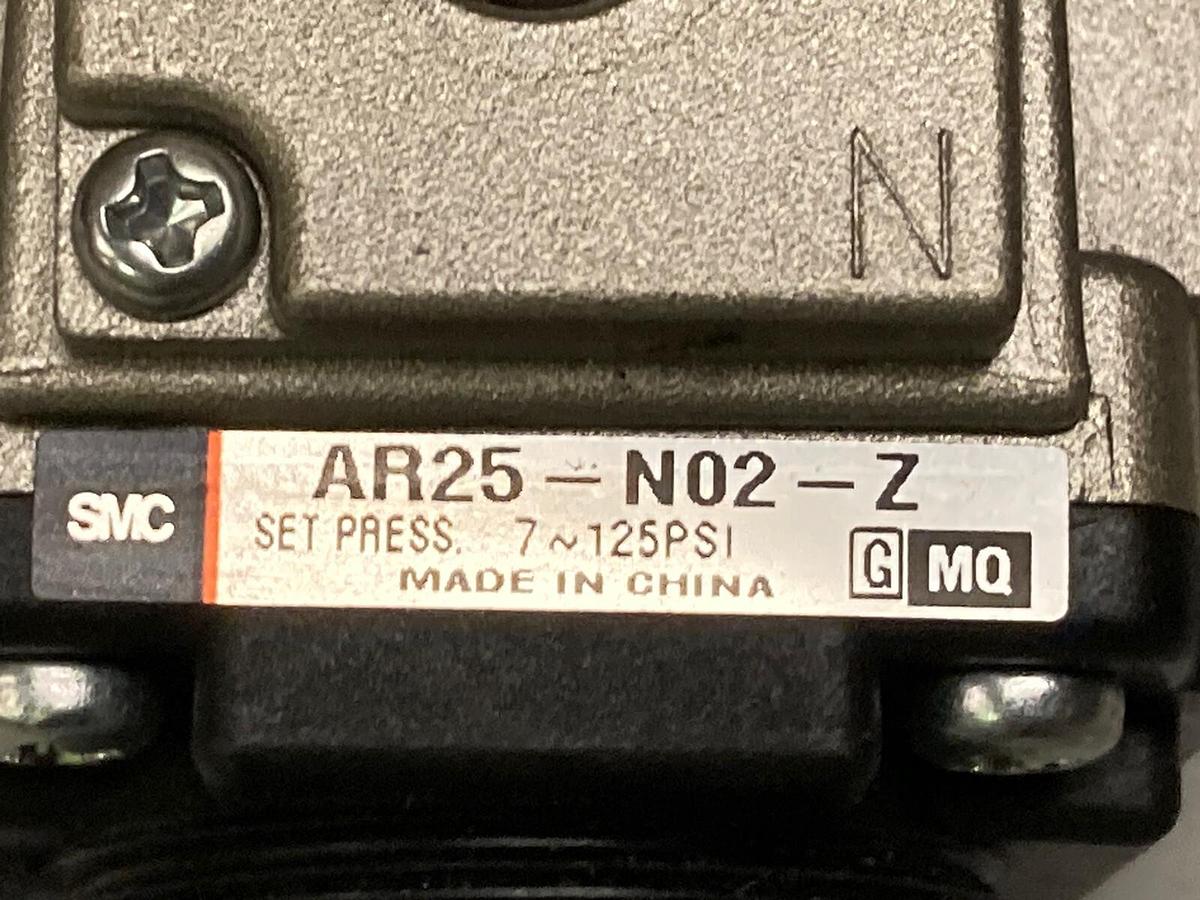 N
SMC
AR25-N02-Z
SET PRESS. 7~125PSI
MADE IN CHINA
G MQ